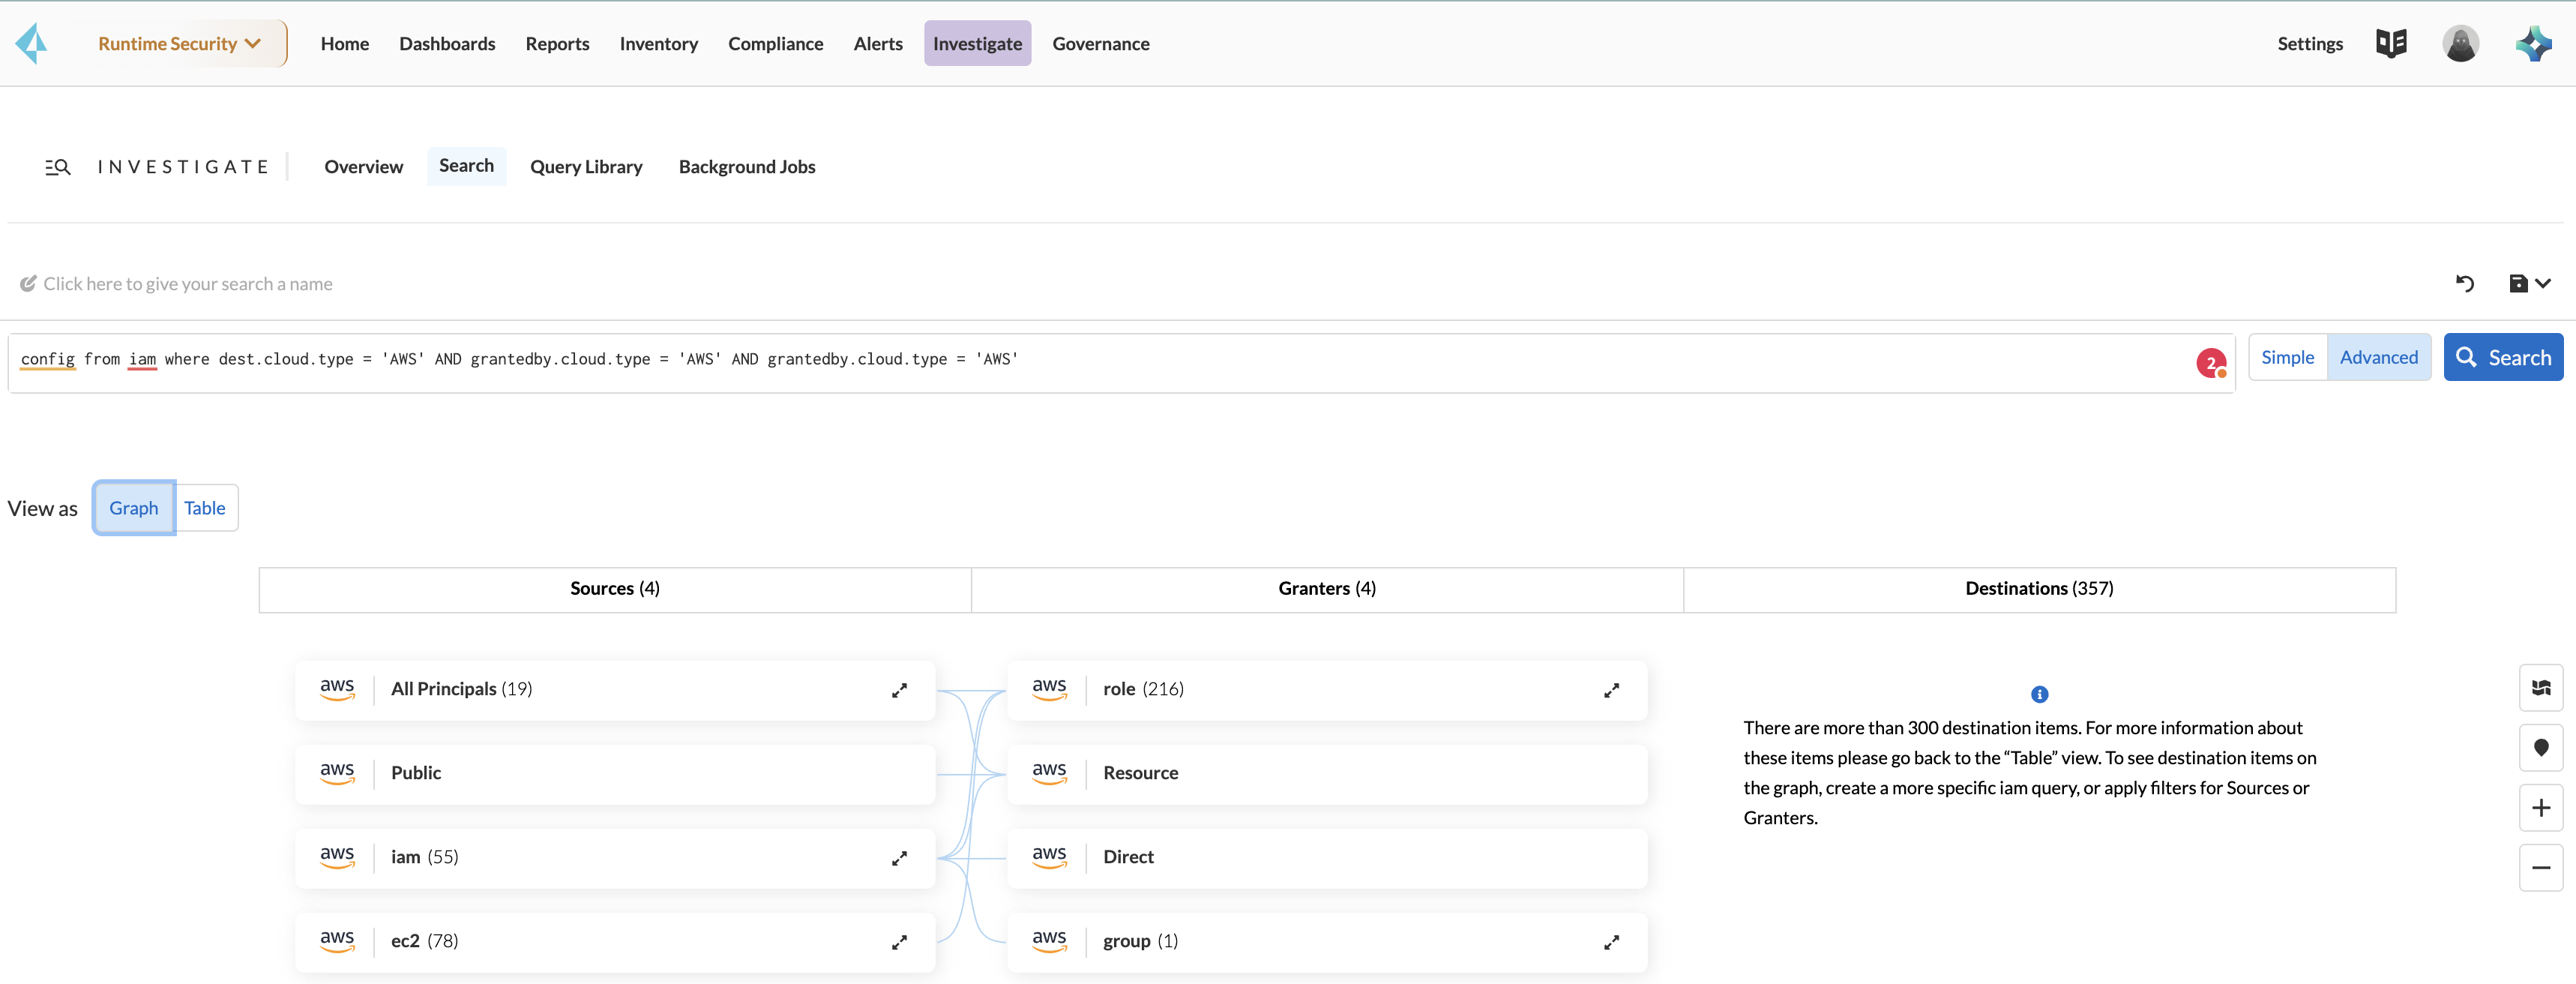 Runtime Security
Home
Dashboards
Reports
Inventory
Compliance
Alerts
Investigate
Governance
Settings
INVESTIGATE
Overview
Search
Query Library
Background Jobs
Click here to give your search a name
config from iam where dest.cloud.type = 'AWS' AND grantedby.cloud.type = 'AWS' AND grantedby.cloud.type = 'AWS'
2
Simple
Advanced
Search
View as
Graph
Table
Sources (4)
Granters (4)
Destinations (357)
aws
All Principals (19)
aws
role (216)
aws
Public
aws
Resource
aws
iam (55)
aws
Direct
aws
ec2 (78)
aws
group (1)
There are more than 300 destination items. For more information about
these items please go back to the “Table” view. To see destination items on
the graph, create a more specific iam query, or apply filters for Sources or
Granters.